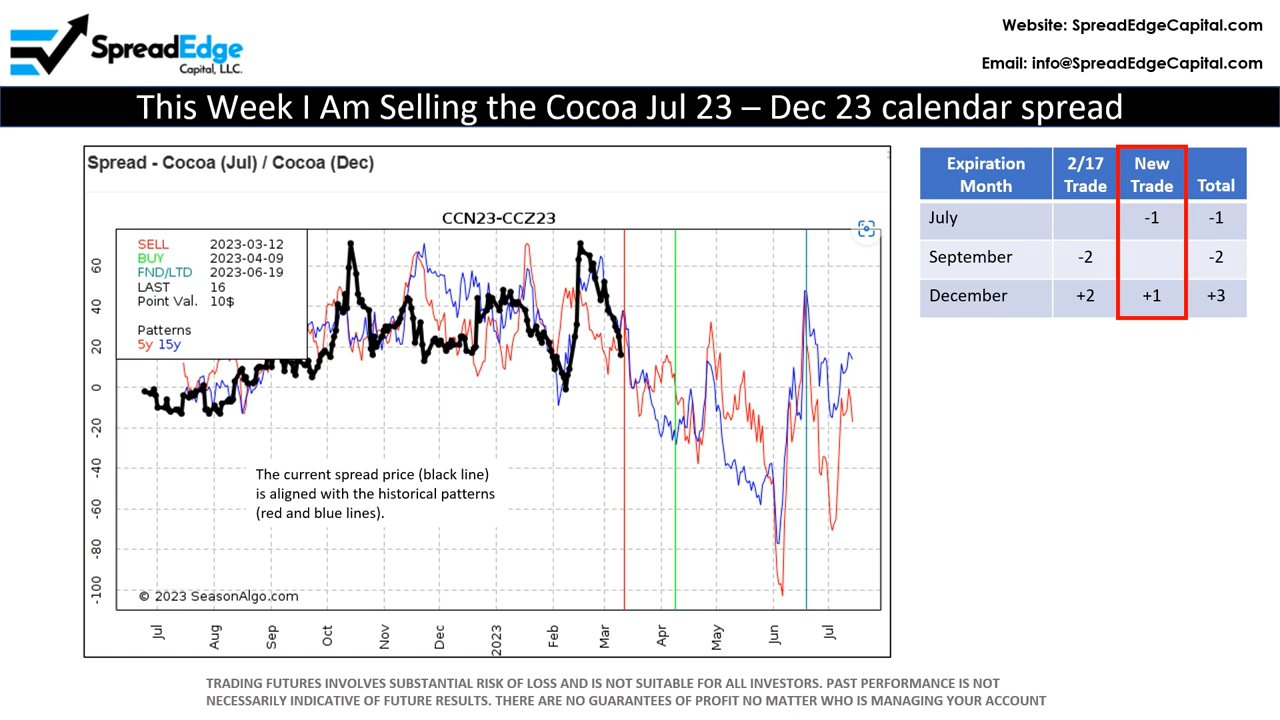 SpreadEdge
Capital, LLC.
Website: SpreadEdgeCapital.com
Email: info@SpreadEdgeCapital.com
This Week I Am Selling the Cocoa Jul 23 – Dec 23 calendar spread
Spread - Cocoa (Jul) / Cocoa (Dec)
CCN23-CCZ23
SELL 2023-03-12
BUY 2023-04-09
FND/LTD 2023-06-19
LAST 16
Point Val. 10$
Patterns
5y 15y
60
40
20
0
-20
-40
-60
-80
-100
The current spread price (black line)
is aligned with the historical patterns
(red and blue lines).
© 2023 SeasonAlgo.com
Jul Aug Sep Oct Nov Dec 2023 Feb Mar Apr May Jun Jul
Expiration Month 2/17 Trade New Trade Total
July -1 -1
September -2 -2
December +2 +1 +3
TRADING FUTURES INVOLVES SUBSTANTIAL RISK OF LOSS AND IS NOT SUITABLE FOR ALL INVESTORS. PAST PERFORMANCE IS NOT
NECESSARILY INDICATIVE OF FUTURE RESULTS. THERE ARE NO GUARANTEES OF PROFIT NO MATTER WHO IS MANAGING YOUR ACCOUNT